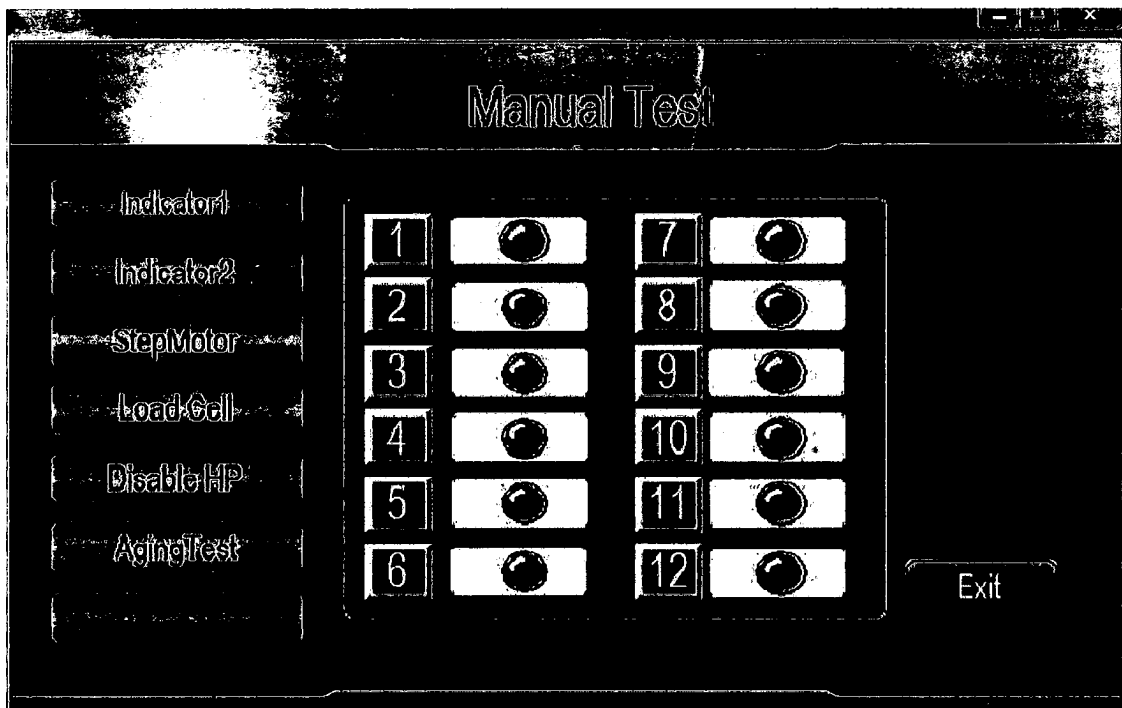 Manual Test
Indicator1
Indicator2
StepMotor
Load Cell
Disable HP
AgingTest
1
2
3
4
5
6
7
8
9
10
11
12
Exit